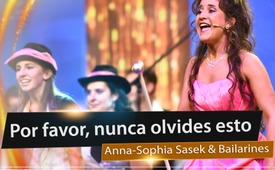 Por favor, nunca olvides esto
Anna-Sophia Sasek & Bailarines